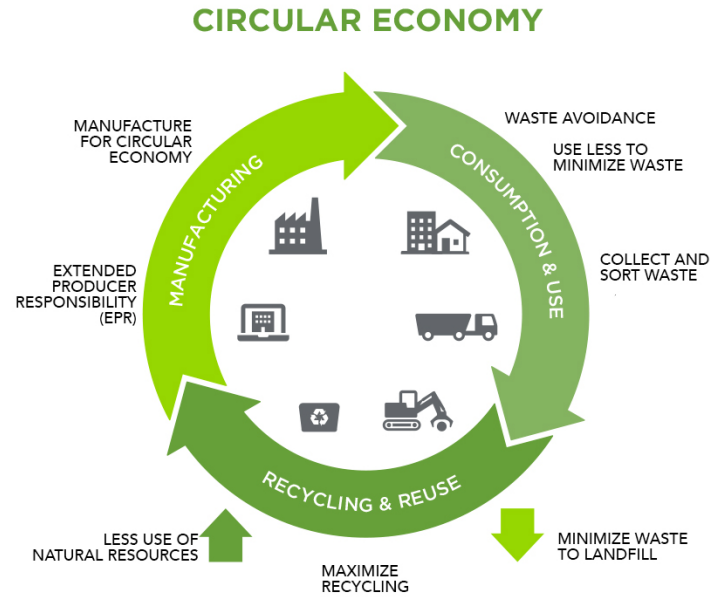 CIRCULAR ECONOMY
MANUFACTURE
FOR CIRCULAR
ECONOMY
WASTE AVOIDANCE
USE LESS TO
MINIMIZE WASTE
MANUFACTURING
CONSUMPTION & USE
EXTENDED
PRODUCER
RESPONSIBILITY
(EPR)
COLLECT AND
SORT WASTE
RECYCLING & REUSE
LESS USE OF
NATURAL RESOURCES
MINIMIZE WASTE
TO LANDFILL
MAXIMIZE
RECYCLING